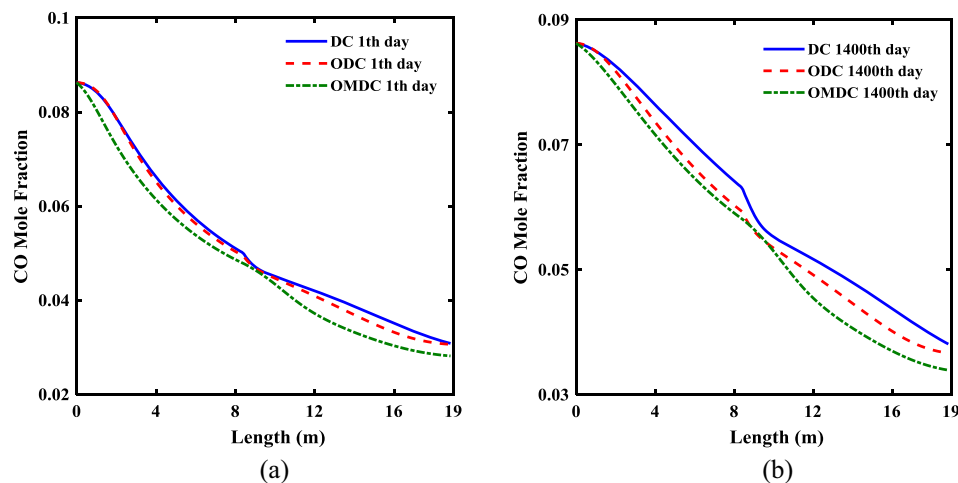 0.1
DC 1th day
ODC 1th day
OMDC 1th day
0.08
0.06
0.04
0.02
CO Mole Fraction
0 4 8 12 16 19
Length (m)
(a)
0.09
DC 1400th day
ODC 1400th day
OMDC 1400th day
0.07
0.05
0.03
CO Mole Fraction
0 4 8 12 16 19
Length (m)
(b)